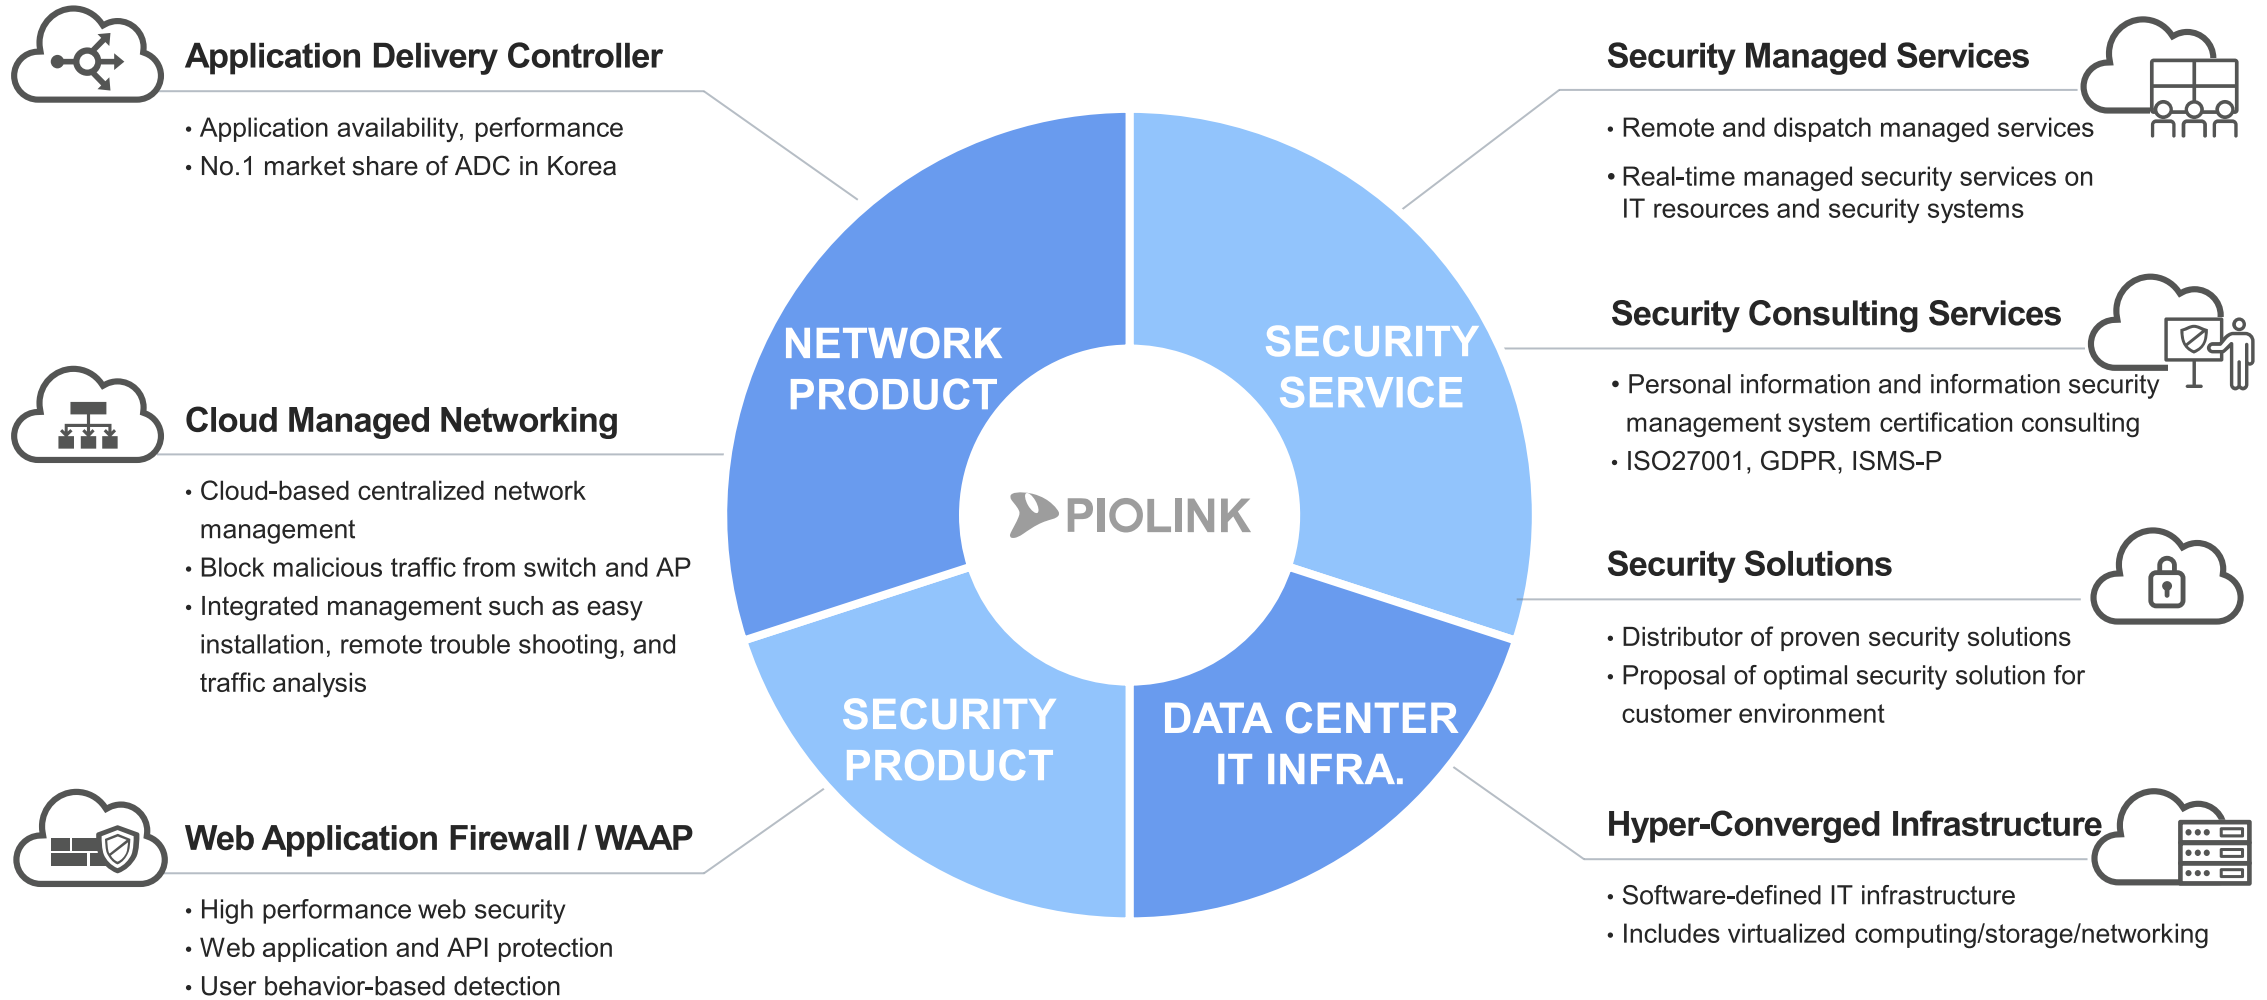 Application Delivery Controller
• Application availability, performance
• No.1 market share of ADC in Korea
Cloud Managed Networking
• Cloud-based centralized network
management
• Block malicious traffic from switch and AP
• Integrated management such as easy
installation, remote trouble shooting, and
traffic analysis
Web Application Firewall / WAAP
• High performance web security
• Web application and API protection
• User behavior-based detection
NETWORK
PRODUCT
SECURITY
SERVICE
PIOLINK
SECURITY
PRODUCT
DATA CENTER
IT INFRA.
Security Managed Services
• Remote and dispatch managed services
• Real-time managed security services on
IT resources and security systems
Security Consulting Services
• Personal information and information security
management system certification consulting
• ISO27001, GDPR, ISMS-P
Security Solutions
• Distributor of proven security solutions
• Proposal of optimal security solution for
customer environment
Hyper-Converged Infrastructure
• Software-defined IT infrastructure
• Includes virtualized computing/storage/networking